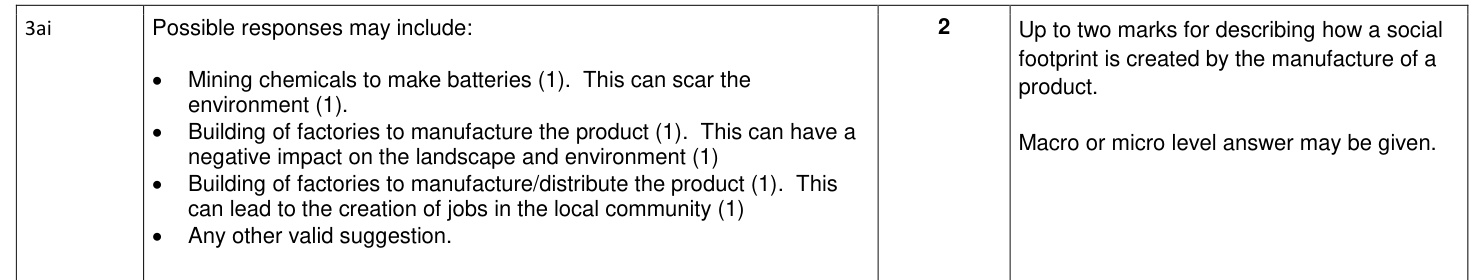 3ai
Possible responses may include:
• Mining chemicals to make batteries (1).  This can scar the
environment (1).
• Building of factories to manufacture the product (1).  This can have a
negative impact on the landscape and environment (1)
• Building of factories to manufacture/distribute the product (1).  This
can lead to the creation of jobs in the local community (1)
• Any other valid suggestion.
2
Up to two marks for describing how a social
footprint is created by the manufacture of a
product.
Macro or micro level answer may be given.